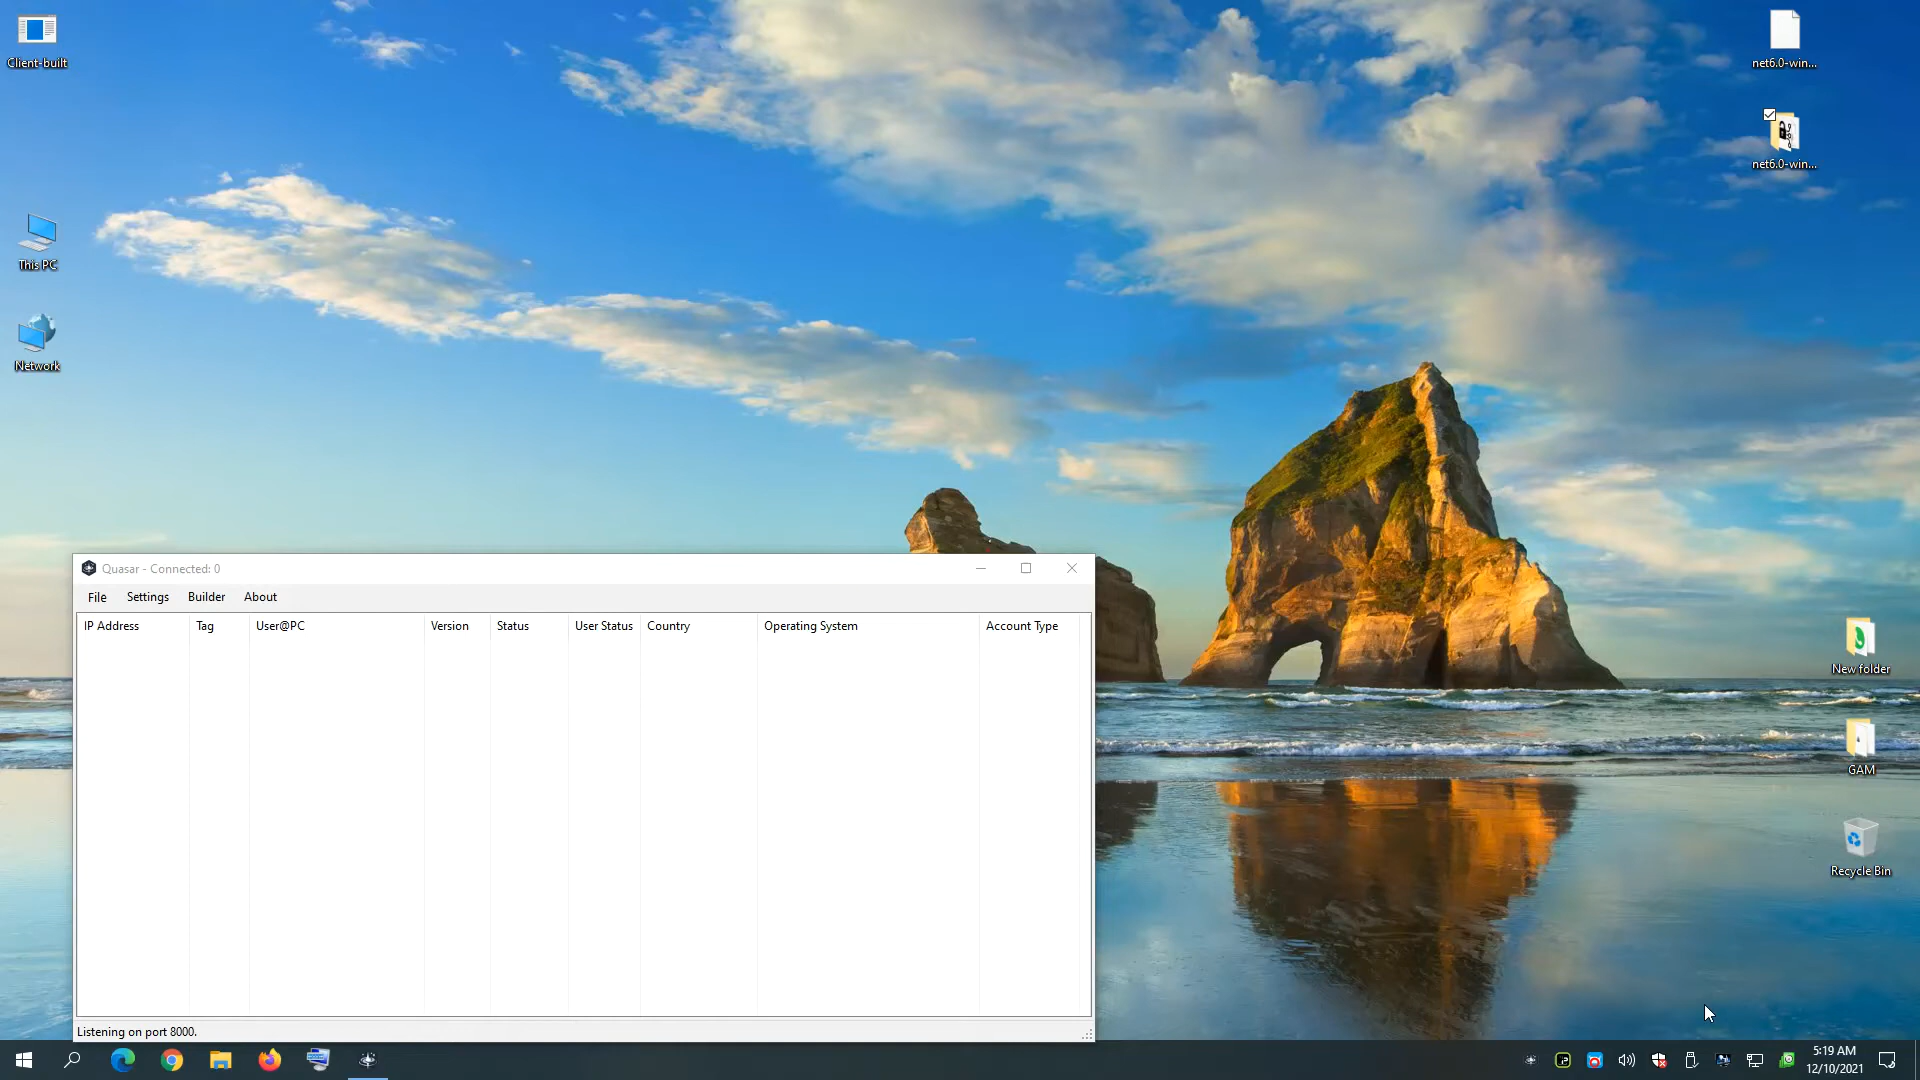 Client-built
net6.0-win...
net6.0-win...
This PC
Network
Quasar - Connected: 0
File Settings Builder About
IP Address Tag User@PC Version Status User Status Country Operating System Account Type
New folder
GAM
Recycle Bin
Listening on port 8000.
5:19 AM
12/10/2021